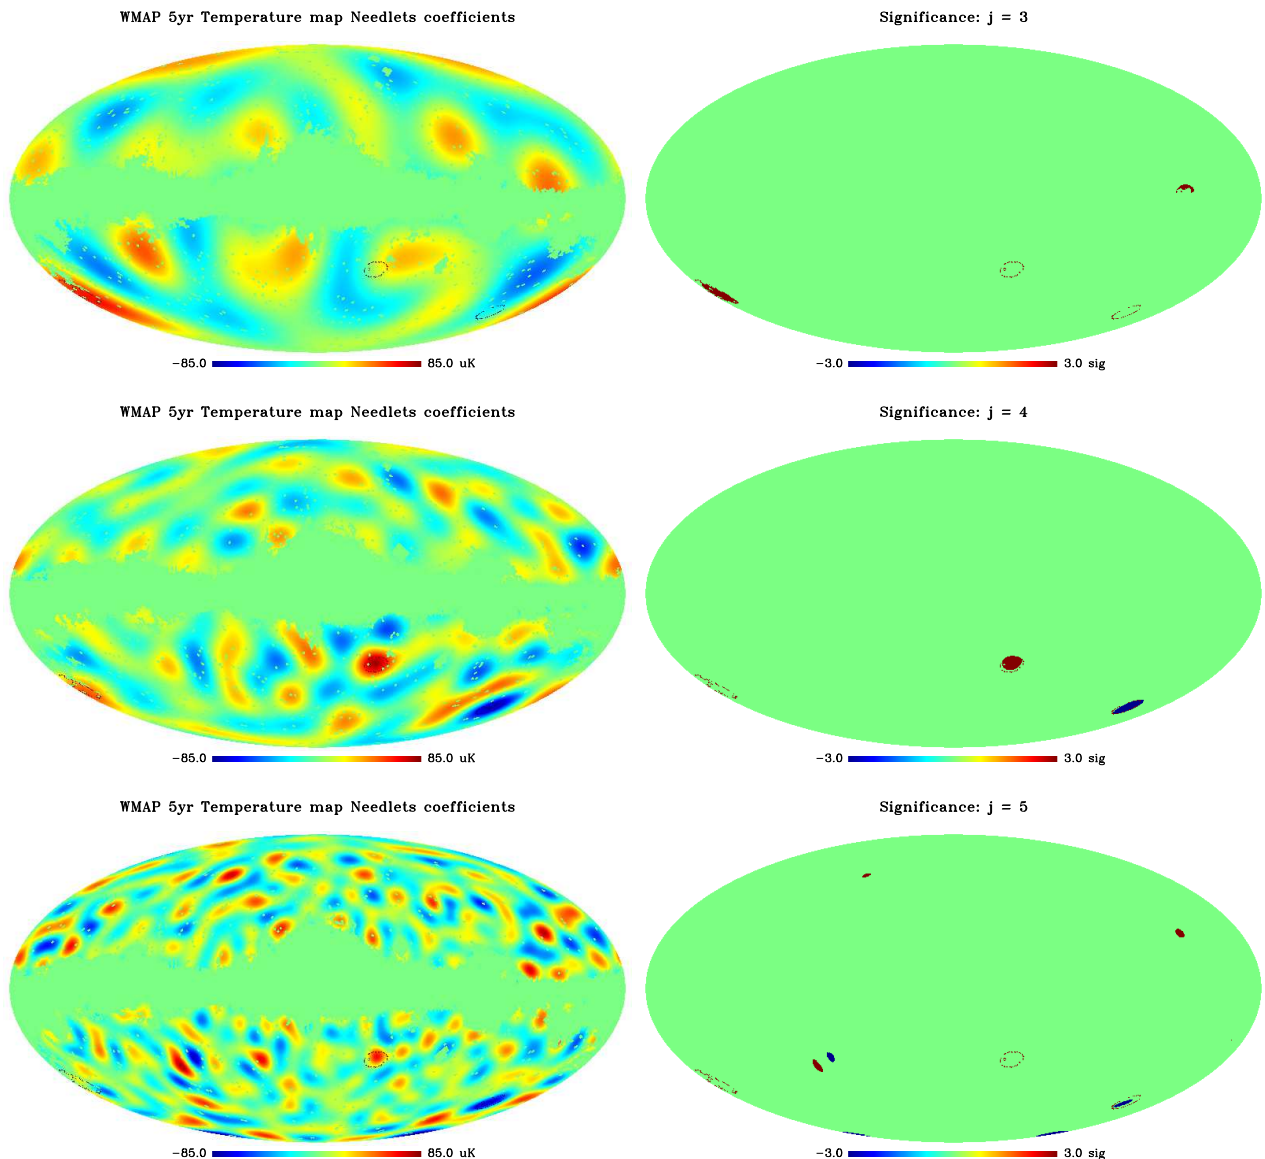 WMAP 5yr Temperature map Needlets coefficients
Significance: j = 3
−85.0 85.0 uK
−3.0 3.0 sig
WMAP 5yr Temperature map Needlets coefficients
Significance: j = 4
−85.0 85.0 uK
−3.0 3.0 sig
WMAP 5yr Temperature map Needlets coefficients
Significance: j = 5
−85.0 85.0 uK
−3.0 3.0 sig